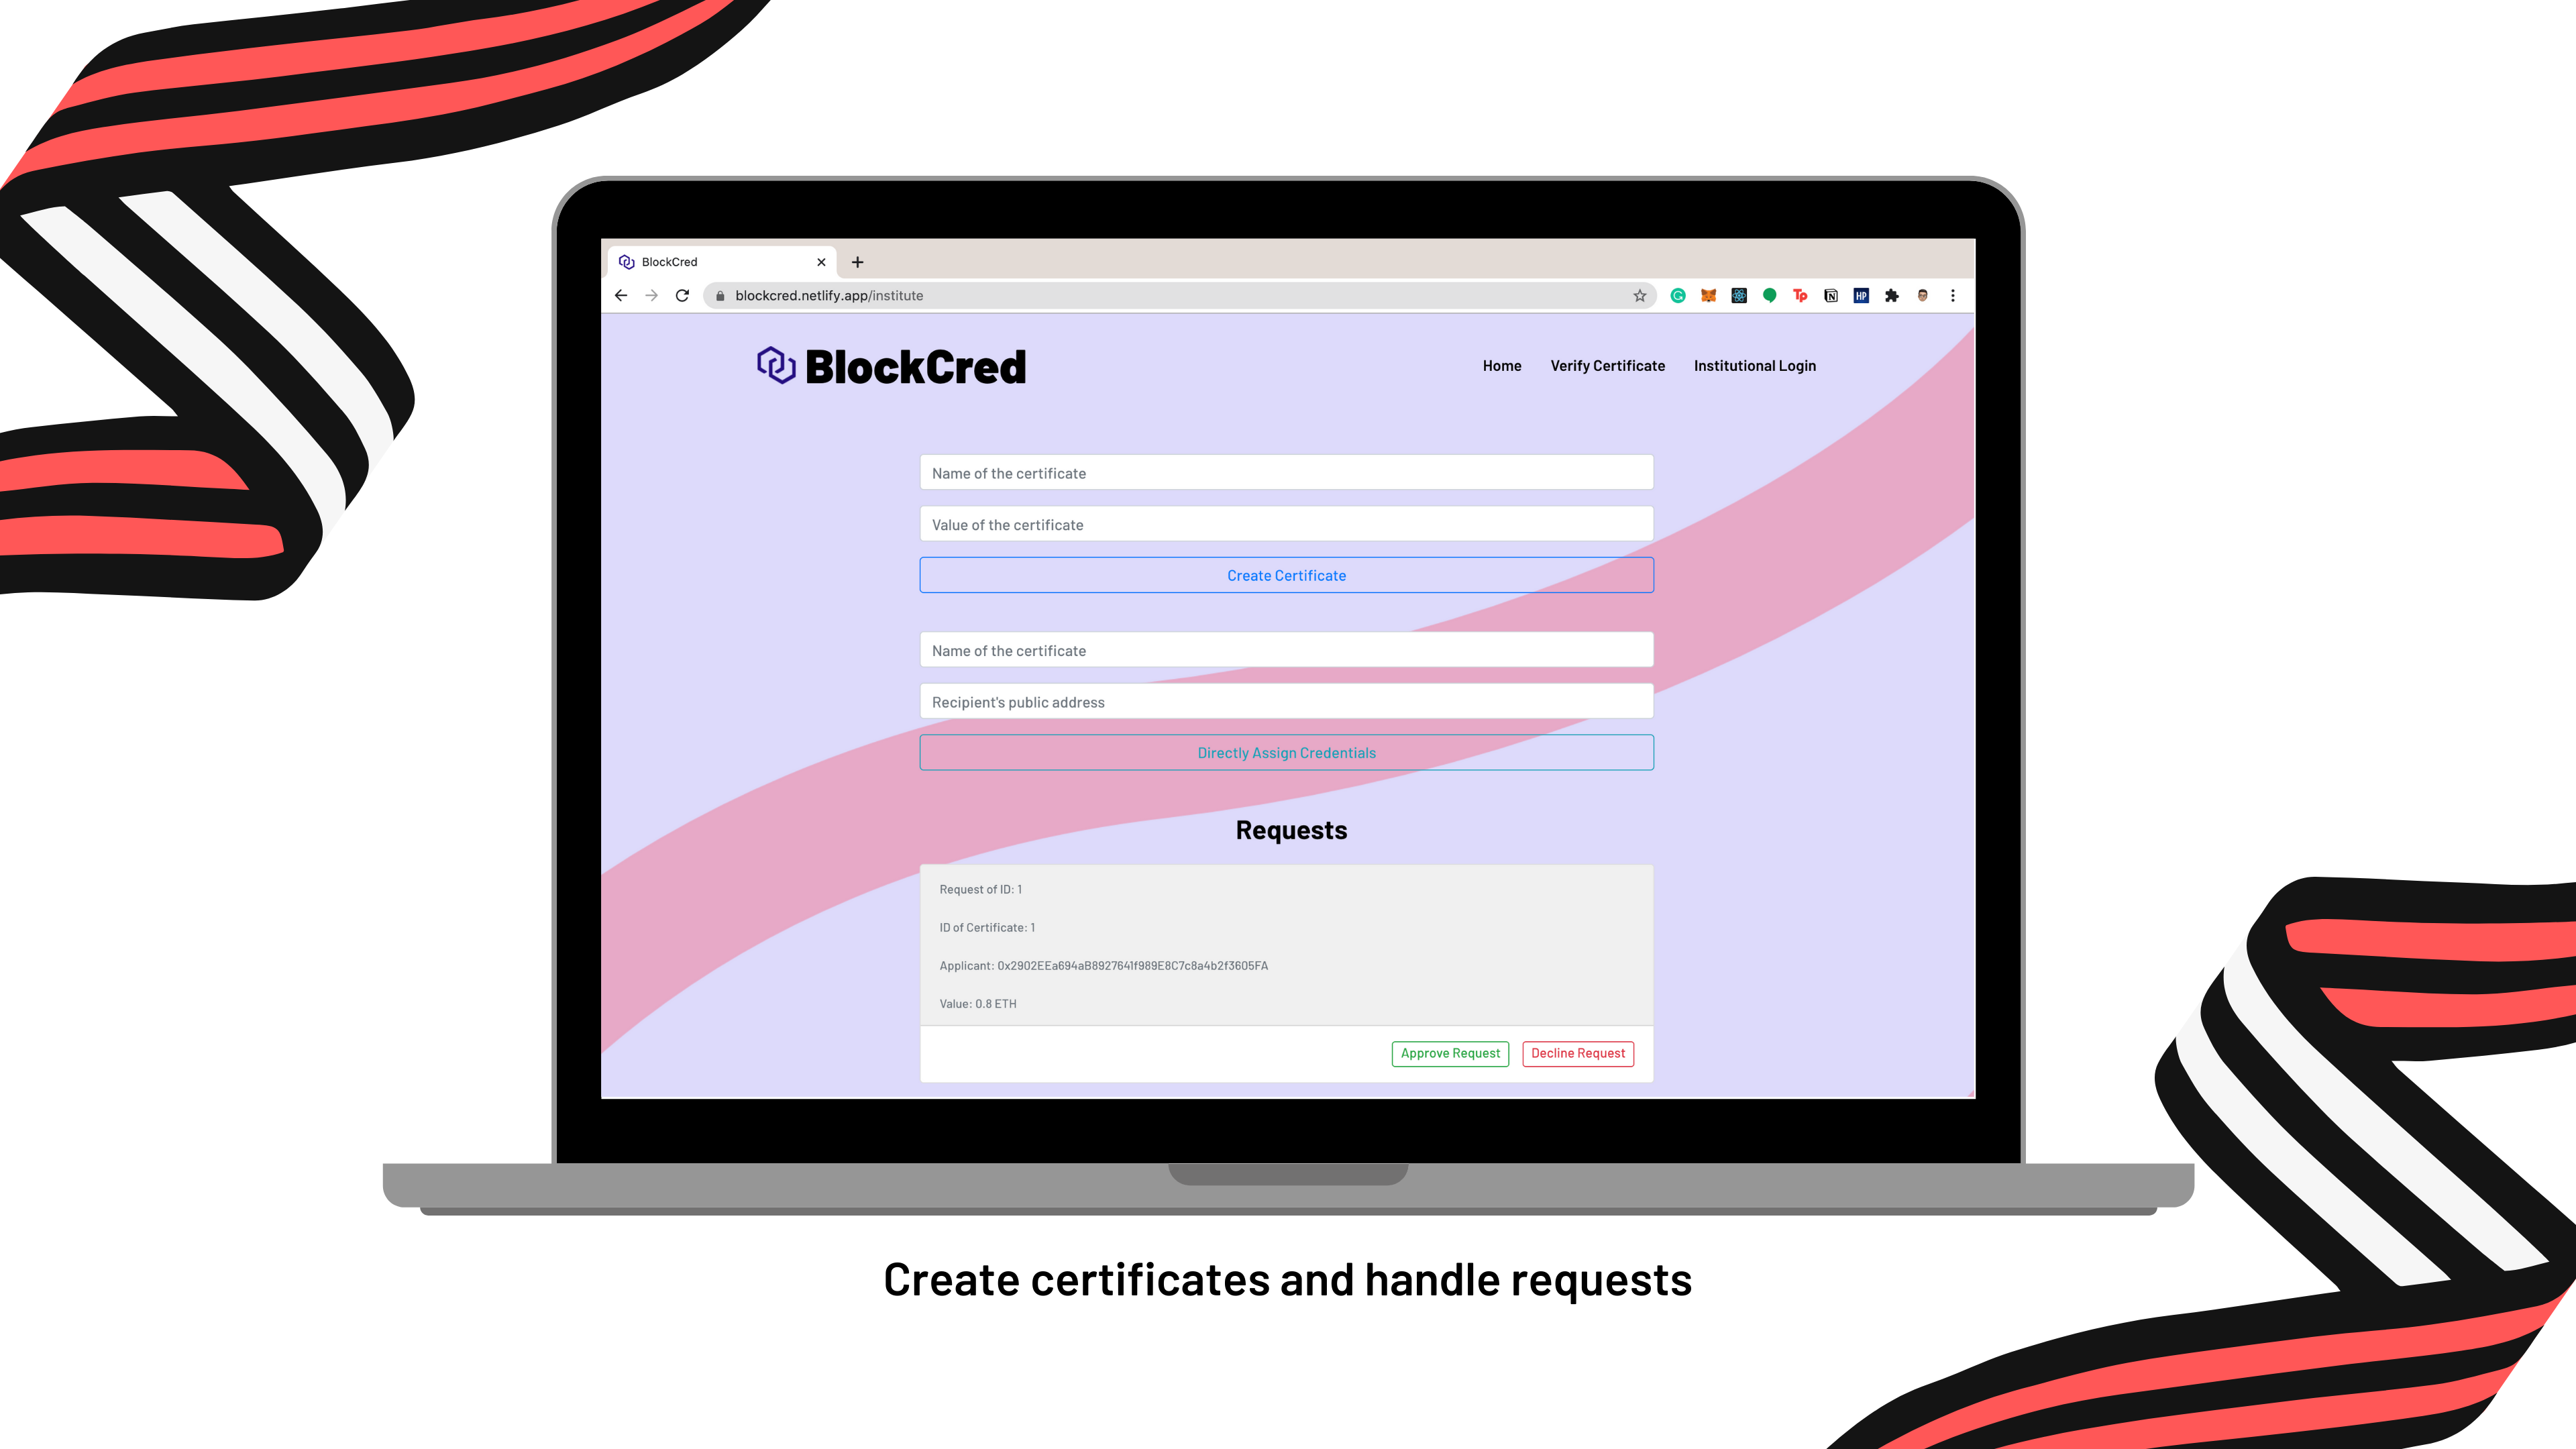 BlockCred
blockcred.netlify.app/institute
Tp
N
HP
BlockCred
Home Verify Certificate Institutional Login
Name of the certificate
Value of the certificate
Create Certificate
Name of the certificate
Recipient's public address
Directly Assign Credentials
Requests
Request of ID: 1
ID of Certificate: 1
Applicant: 0x2902EEa694aB8927641f989E8C7c8a4b2f3605FA
Value: 0.8 ETH
Approve Request Decline Request
Create certificates and handle requests